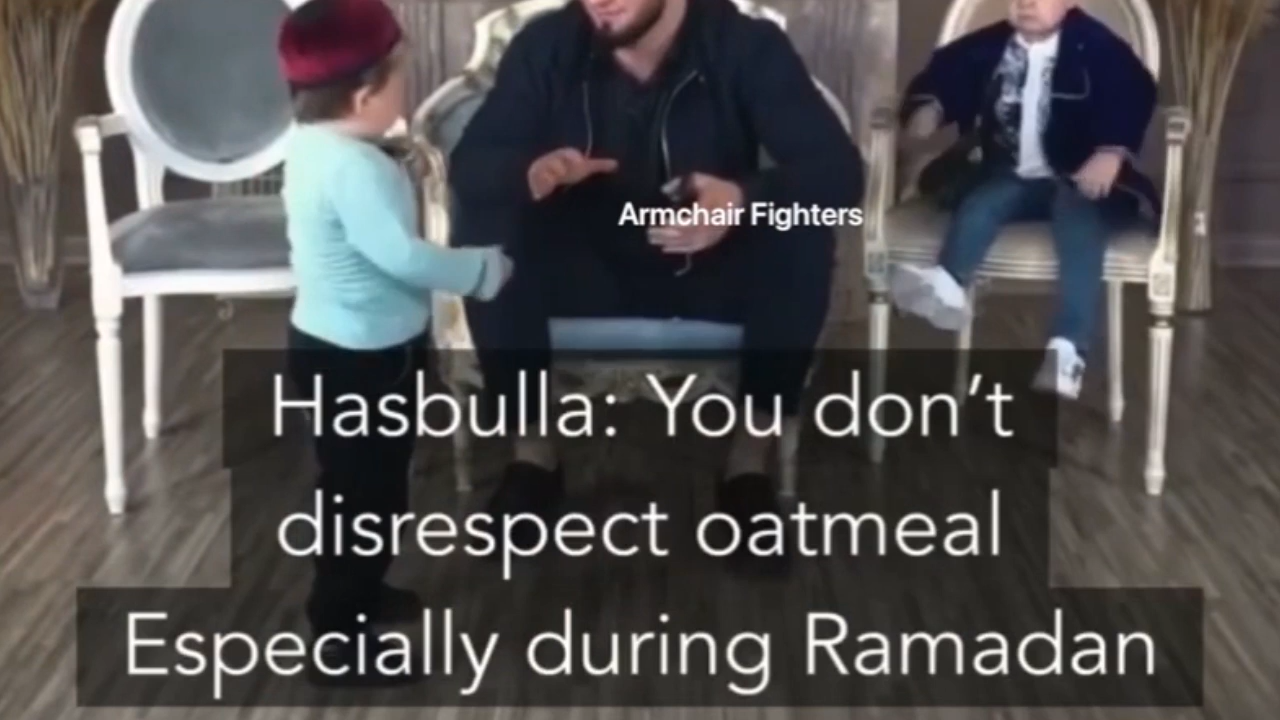 Armchair Fighters
Hasbulla: You don’t
disrespect oatmeal
Especially during Ramadan